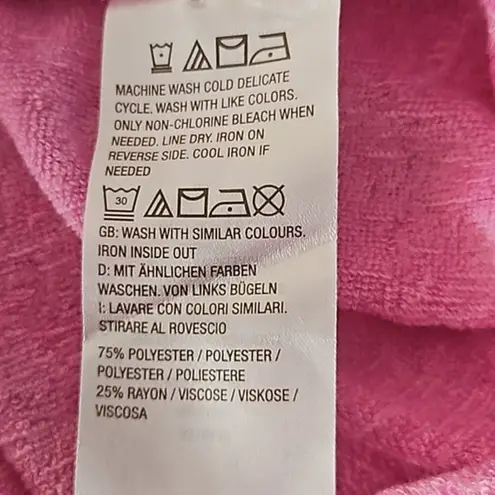 MACHINE WASH COLD DELICATE
CYCLE. WASH WITH LIKE COLORS.
ONLY NON-CHLORINE BLEACH WHEN
NEEDED. LINE DRY. IRON ON
REVERSE SIDE. COOL IRON IF
NEEDED
30
GB: WASH WITH SIMILAR COLOURS.
IRON INSIDE OUT
D: MIT ÄHNLICHEN FARBEN
WASCHEN. VON LINKS BÜGELN
I: LAVARE CON COLORI SIMILARI.
STIRARE AL ROVESCIO
75% POLYESTER / POLYESTER /
POLYESTER / POLIESTERE
25% RAYON / VISCOSE / VISKOSE /
VISCOSA